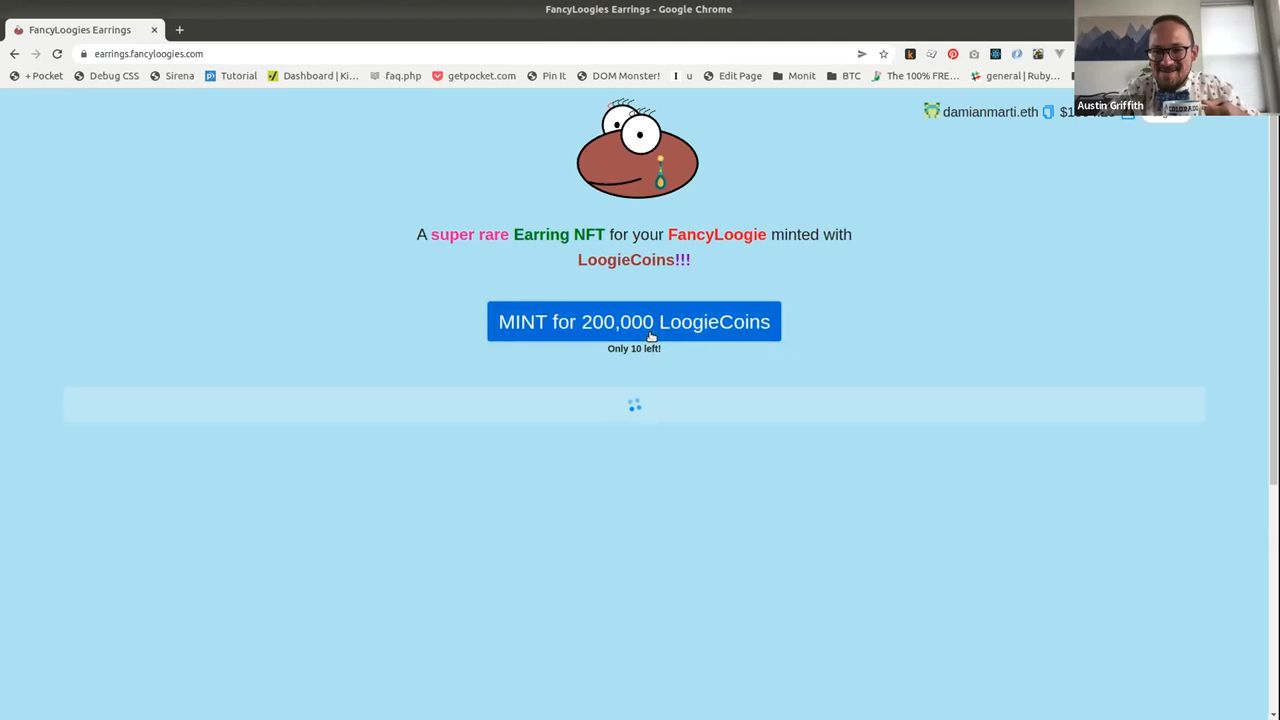 FancyLoogies Earrings - Google Chrome
FancyLoogies Earrings
earrings.fancyloogies.com
+Pocket Debug CSS Sirena Tutorial Dashboard | Ki... faq.php getpocket.com Pin It DOM Monster! u Edit Page Monit BTC The 100% FRE... general | Ruby...
Austin Griffith
COLORADO
damianmarti.eth
A super rare Earring NFT for your FancyLoogie minted with
LoogieCoins!!!
MINT for 200,000 LoogieCoins
Only 10 left!